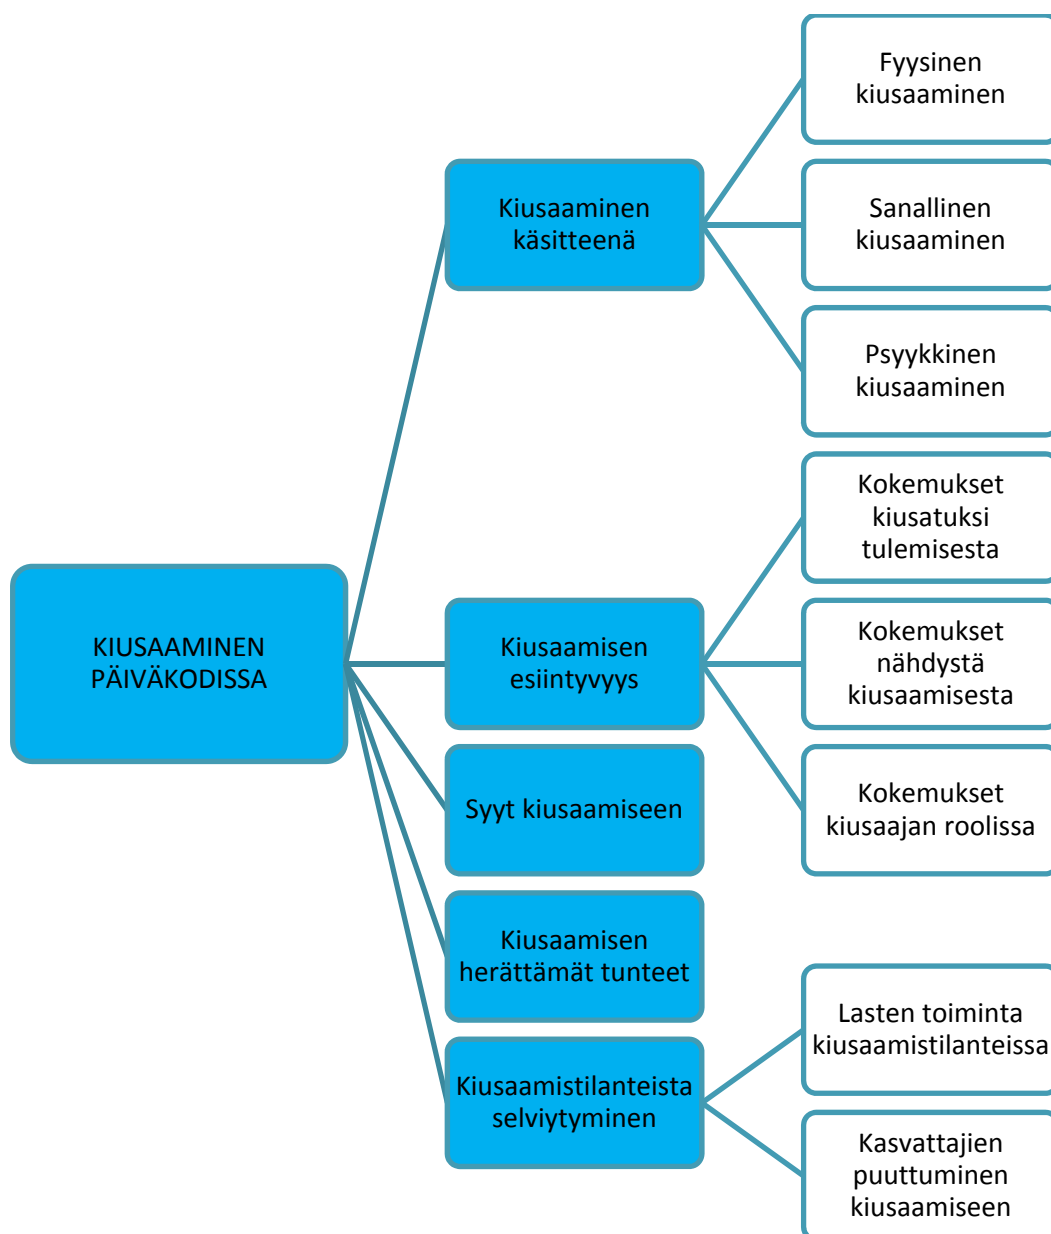 Fyysinen
kiusaaminen
Kiusaaminen
käsitteenä
Sanallinen
kiusaaminen
Psyykkinen
kiusaaminen
KIUSAAMINEN
PÄIVÄKODISSA
Kiusaamisen
esiintyvyys
Kokemukset
kiusatuksi
tulemisesta
Kokemukset
nähdystä
kiusaamisesta
Kokemukset
kiusaajan roolissa
Syyt kiusaamiseen
Kiusaamisen
herättämät tunteet
Kiusaamistilanteista
selviytyminen
Lasten toiminta
kiusaamistilanteissa
Kasvattajien
puuttuminen
kiusaamiseen